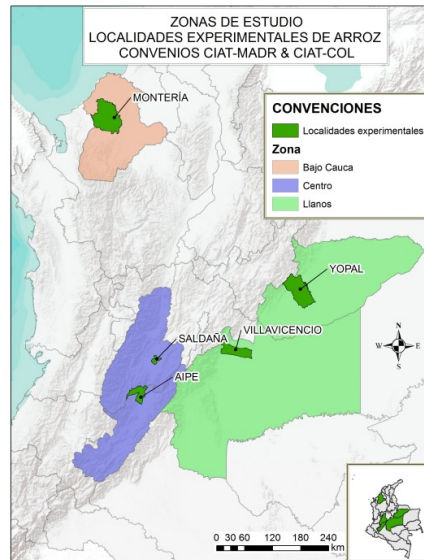 ZONAS DE ESTUDIO
LOCALIDADES EXPERIMENTALES DE ARROZ
CONVENIOS CIAT-MADR & CIAT-COL
MONTERÍA
CONVENCIONES
Localidades experimentales
Zona
Bajo Cauca
Centro
Llanos
YOPAL
VILLAVICENCIO
SALDAÑA
AIPE
N
W E
S
0 30 60 120 180 240
km